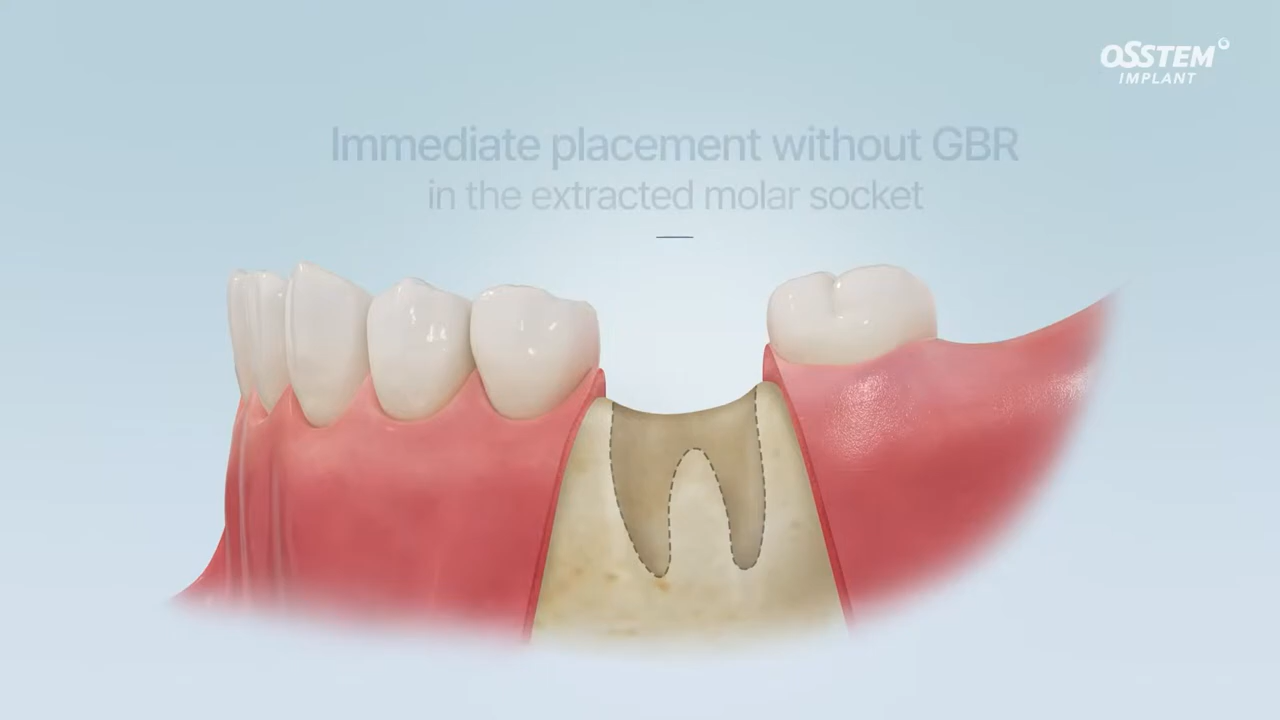 OSSTEM
IMPLANT
Immediate placement without GBR
in the extracted molar socket